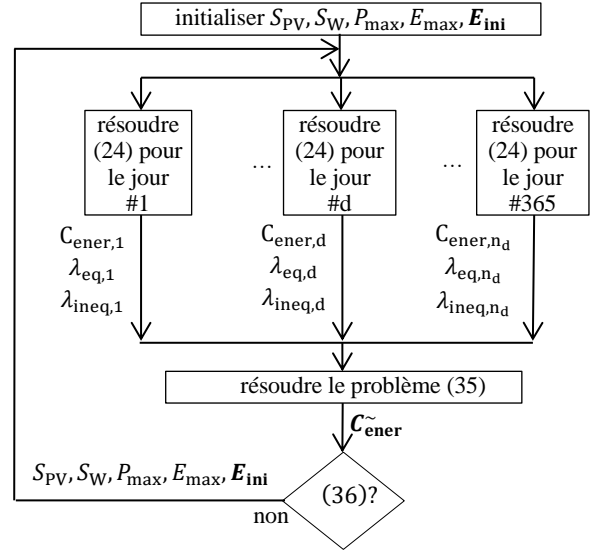 initialiser S_PV, S_W, P_max, E_max, E_ini
résoudre
(24) pour
le jour
#1
...
résoudre
(24) pour
le jour
#d
...
résoudre
(24) pour
le jour
#365
C_ener,1
λ_eq,1
λ_ineq,1
C_ener,d
λ_eq,d
λ_ineq,d
C_ener,n_d
λ_eq,n_d
λ_ineq,n_d
résoudre le problème (35)
C_ener^~
S_PV, S_W, P_max, E_max, E_ini
non
(36)?